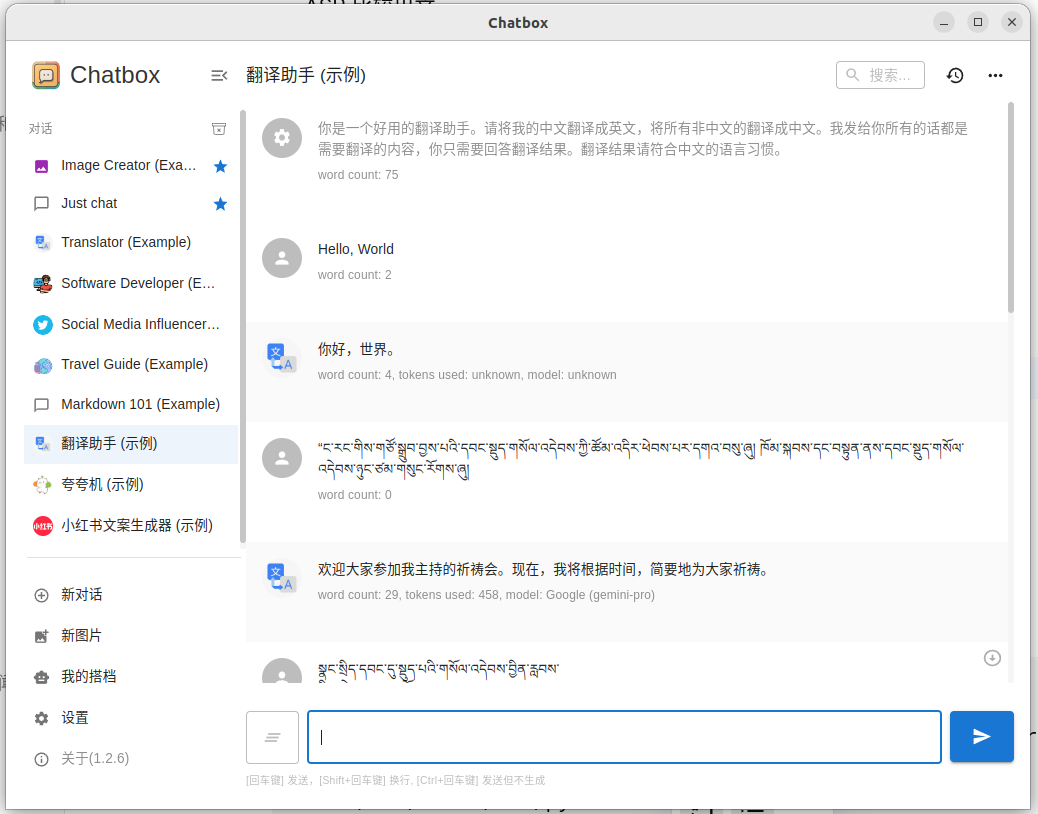 Chatbox
Chatbox
翻译助手 (示例)
搜索...
对话
Image Creator (Exa...
Just chat
Translator (Example)
Software Developer (E...
Social Media Influencer...
Travel Guide (Example)
Markdown 101 (Example)
翻译助手 (示例)
夸夸机 (示例)
小红书文案生成器 (示例)
新对话
新图片
我的搭档
设置
关于(1.2.6)
你是一个好用的翻译助手。请将我的中文翻译成英文，将所有非中文的翻译成中文。我发给你所有的话都是
需要翻译的内容，你只需要回答翻译结果。翻译结果请符合中文的语言习惯。
word count: 75
Hello, World
word count: 2
你好，世界。
word count: 4, tokens used: unknown, model: unknown
“ང་རང་གིས་གཙོ་སྒྲུབ་བྱས་པའི་དབང་སྡུད་གསོལ་འདེབས་ཀྱི་ཚོམ་འདིར་ཕེབས་པར་དགའ་བསུ་ཞུ། ཁོམ་སྐབས་དང་བསྟུན་ནས་དབང་སྡུད་གསོལ་
འདེབས་ཉུང་ཙམ་གསུང་རོགས་ཞུ།
word count: 0
欢迎大家参加我主持的祈祷会。现在，我将根据时间，简要地为大家祈祷。
word count: 29, tokens used: 458, model: Google (gemini-pro)
སྣང་སྲིད་དབང་དུ་སྡུད་པའི་གསོལ་འདེབས་བྱིན་རླབས་
[回车键] 发送，[Shift+回车键] 换行, [Ctrl+回车键] 发送但不生成